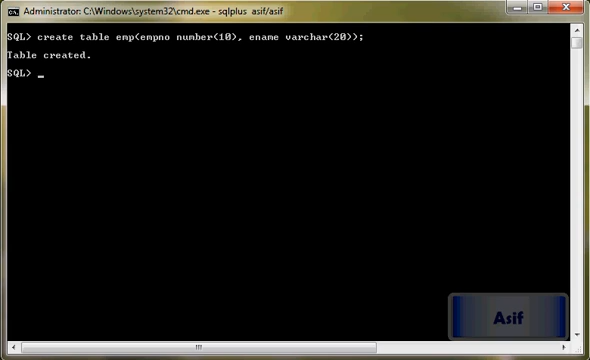 Administrator: C:\Windows\system32\cmd.exe - sqlplus asif/asif
SQL> create table emp(empno number(10), ename varchar(20));
Table created.
SQL> _
Asif